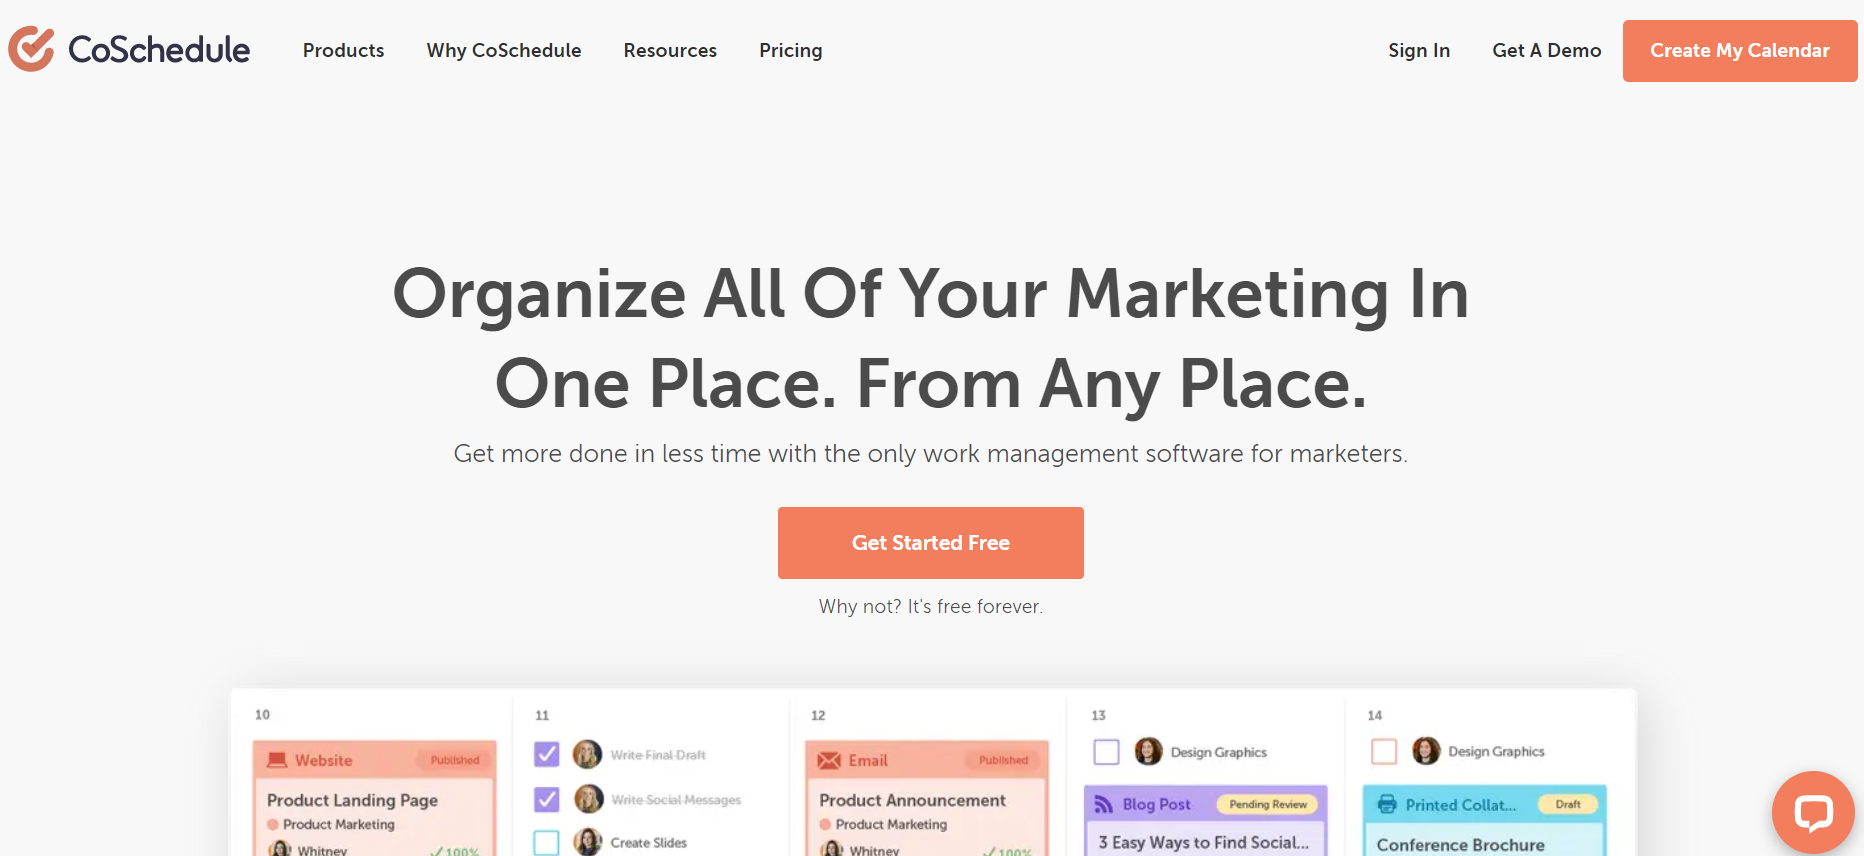 CoSchedule
Products Why CoSchedule Resources Pricing
Sign In Get A Demo Create My Calendar
Organize All Of Your Marketing In
One Place. From Any Place.
Get more done in less time with the only work management software for marketers.
Get Started Free
Why not? It's free forever.
10
Website Published
Product Landing Page
Product Marketing
Whitney ✓100%
11
Write Final Draft
Write Social Messages
Create Slides
12
Email Published
Product Announcement
Product Marketing
Whitney ✓100%
13
Design Graphics
Blog Post Pending Review
3 Easy Ways to Find Social...
14
Design Graphics
Printed Collat... Draft
Conference Brochure